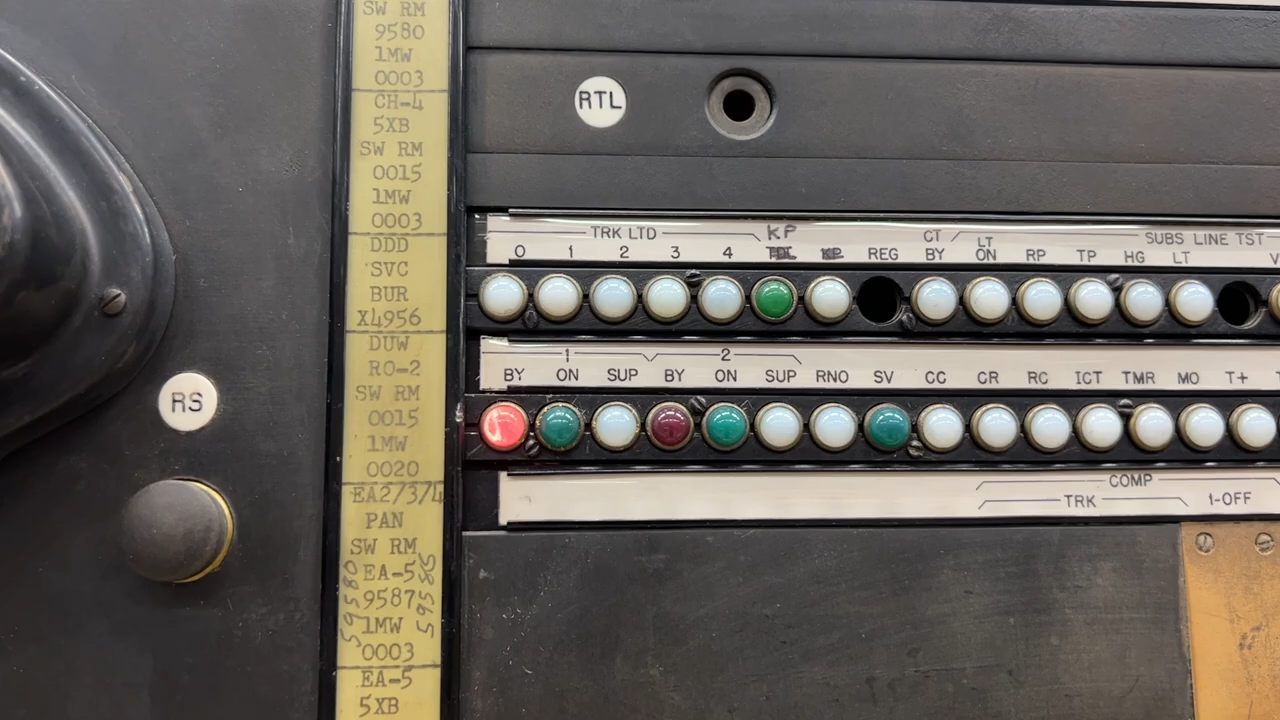 SW RM
9580
1MW
0003
CH-4
5XB
SW RM
0015
1MW
0003
DDD
SVC
BUR
X4956
DUW
RO-2
SW RM
0015
1MW
0020
EA2/3/4
PAN
SW RM
EA-5
9587
1MW
0003
59580
59586
EA-5
5XB
RS
RTL
TRK LTD KP CT LT SUBS LINE TST
0 1 2 3 4 TDL KP REG BY ON RP TP HG LT V
1 2
BY ON SUP BY ON SUP RNO SV CC CR RC ICT TMR MO T+
COMP
TRK 1-OFF